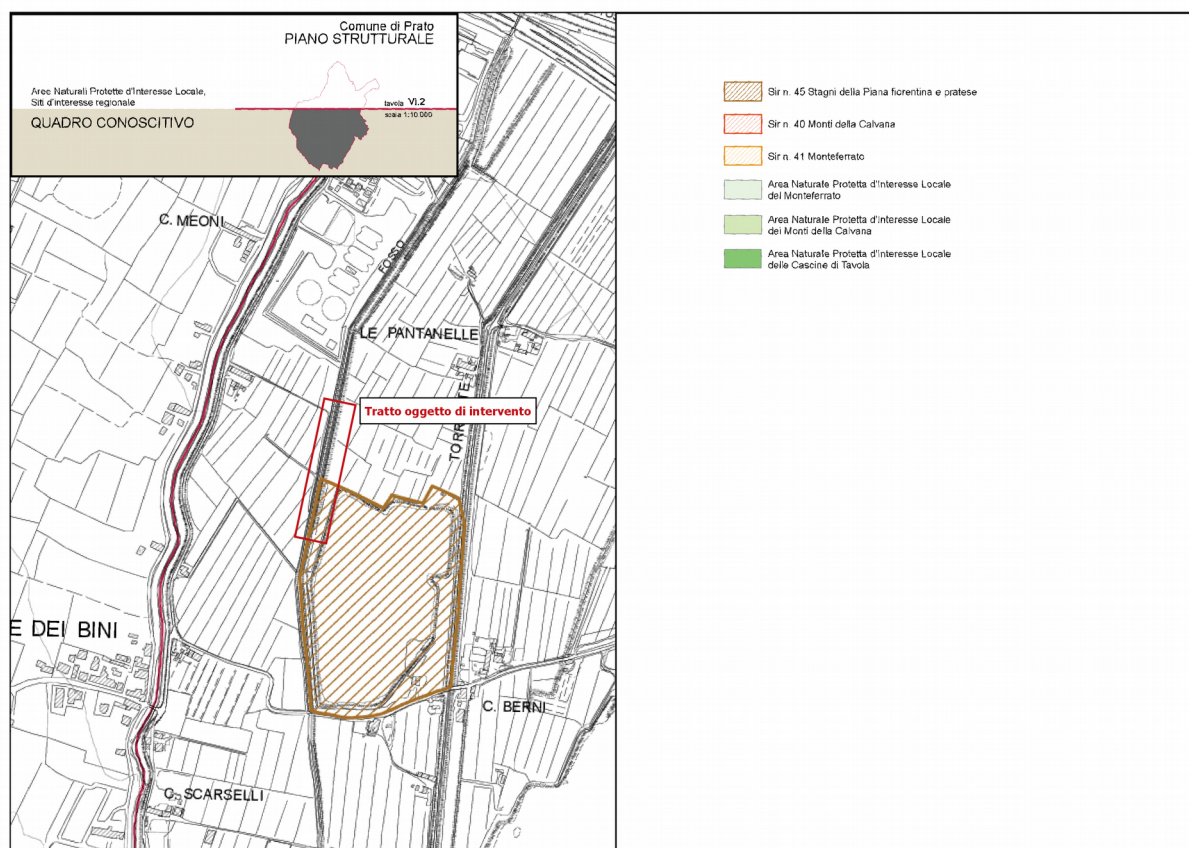 Comune di Prato
PIANO STRUTTURALE
Aree Naturali Protette d'Interesse Locale,
Siti d'interesse regionale
tavola VI.2
scala 1:10.000
QUADRO CONOSCITIVO
C. MEONI
FOSSO
LE PANTANELLE
Tratto oggetto di intervento
E DEI BINI
C. BERNI
C. SCARSELLI
Sir n. 45 Stagni della Piana fiorentina e pratese
Sir n. 40 Monti della Calvana
Sir n. 41 Monteferrato
Area Naturale Protetta d'Interesse Locale
del Monteferrato
Area Naturale Protetta d'Interesse Locale
dei Monti della Calvana
Area Naturale Protetta d'Interesse Locale
delle Cascine di Tavola